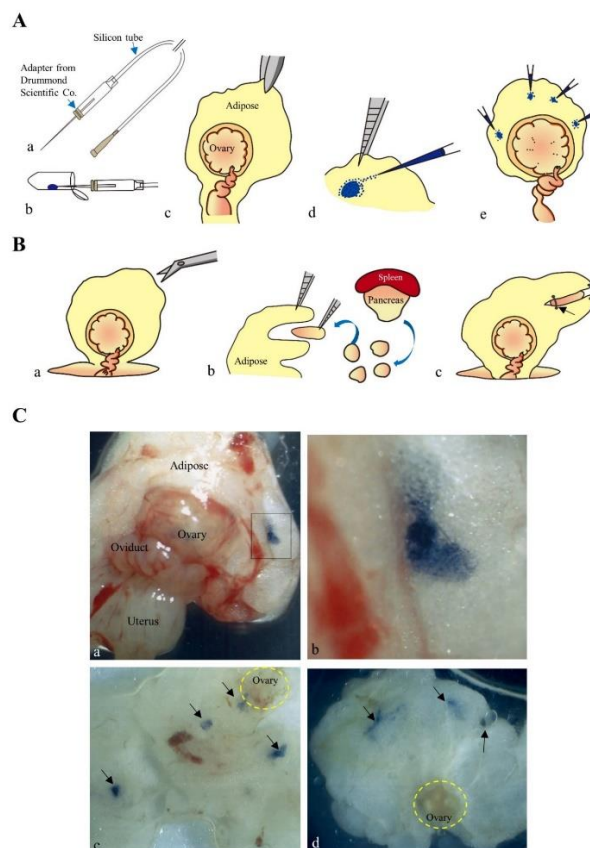 A
Silicon tube
Adapter from
Drummond
Scientific Co.
a
b
Adipose
Ovary
c
d
e
B
a
Adipose
b
Spleen
Pancreas
c
C
Adipose
Ovary
Oviduct
Uterus
a
b
Ovary
c
Ovary
d